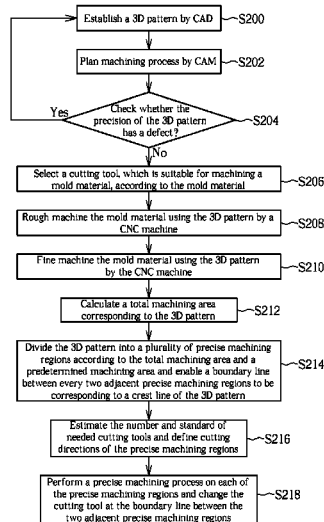 Establish a 3D pattern by CAD
S200
Plan machining process by CAM
S202
Yes
Check whether the
precision of the 3D pattern
has a defect?
S204
No
Select a cutting tool, which is suitable for machining a
mold material, according to the mold material
S206
Rough machine the mold material using the 3D pattern by a
CNC machine
S208
Fine machine the mold material using the 3D pattern
by the CNC machine
S210
Calculate a total machining area
corresponding to the 3D pattern
S212
Divide the 3D pattern into a plurality of precise machining
regions according to the total machining area and a
predetermined machining area and enable a boundary line
between every two adjacent precise machining regions to be
corresponding to a crest line of the 3D pattern
S214
Estimate the number and standard of
needed cutting tools and define cutting
directions of the precise machining regions
S216
Perform a precise machining process on each of
the precise machining regions and change the
cutting tool at the boundary line between the
two adjacent precise machining regions
S218